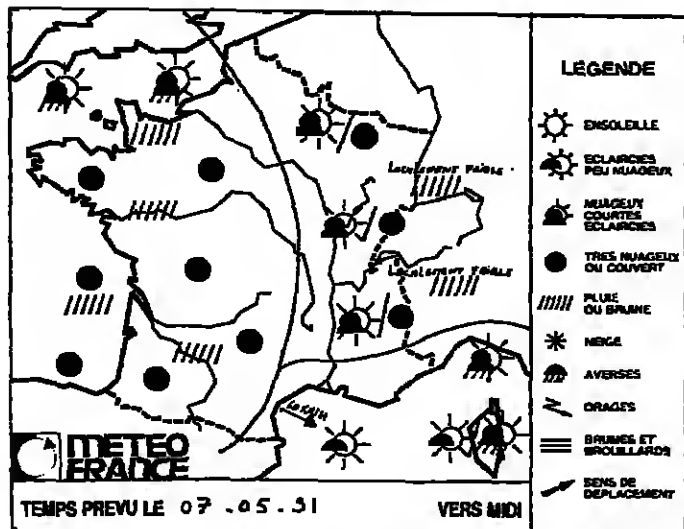 LEGENDE
ENSOLEILLE
ECLAIRCIES
PEU NUAGEUX
NUAGEUX
COURTES
ECLAIRCIES
TRES NUAGEUX
OU COUVERT
PLUIE
OU BRUINE
NEIGE
AVERSES
ORAGES
BRUMES ET
BROUILLARDS
SENS DE
DEPLACEMENT
LOCALEMENT FAIBLE
LOCALEMENT FAIBLE
METEO
FRANCE
TEMPS PREVU LE 07.05.91 VERS MIDI